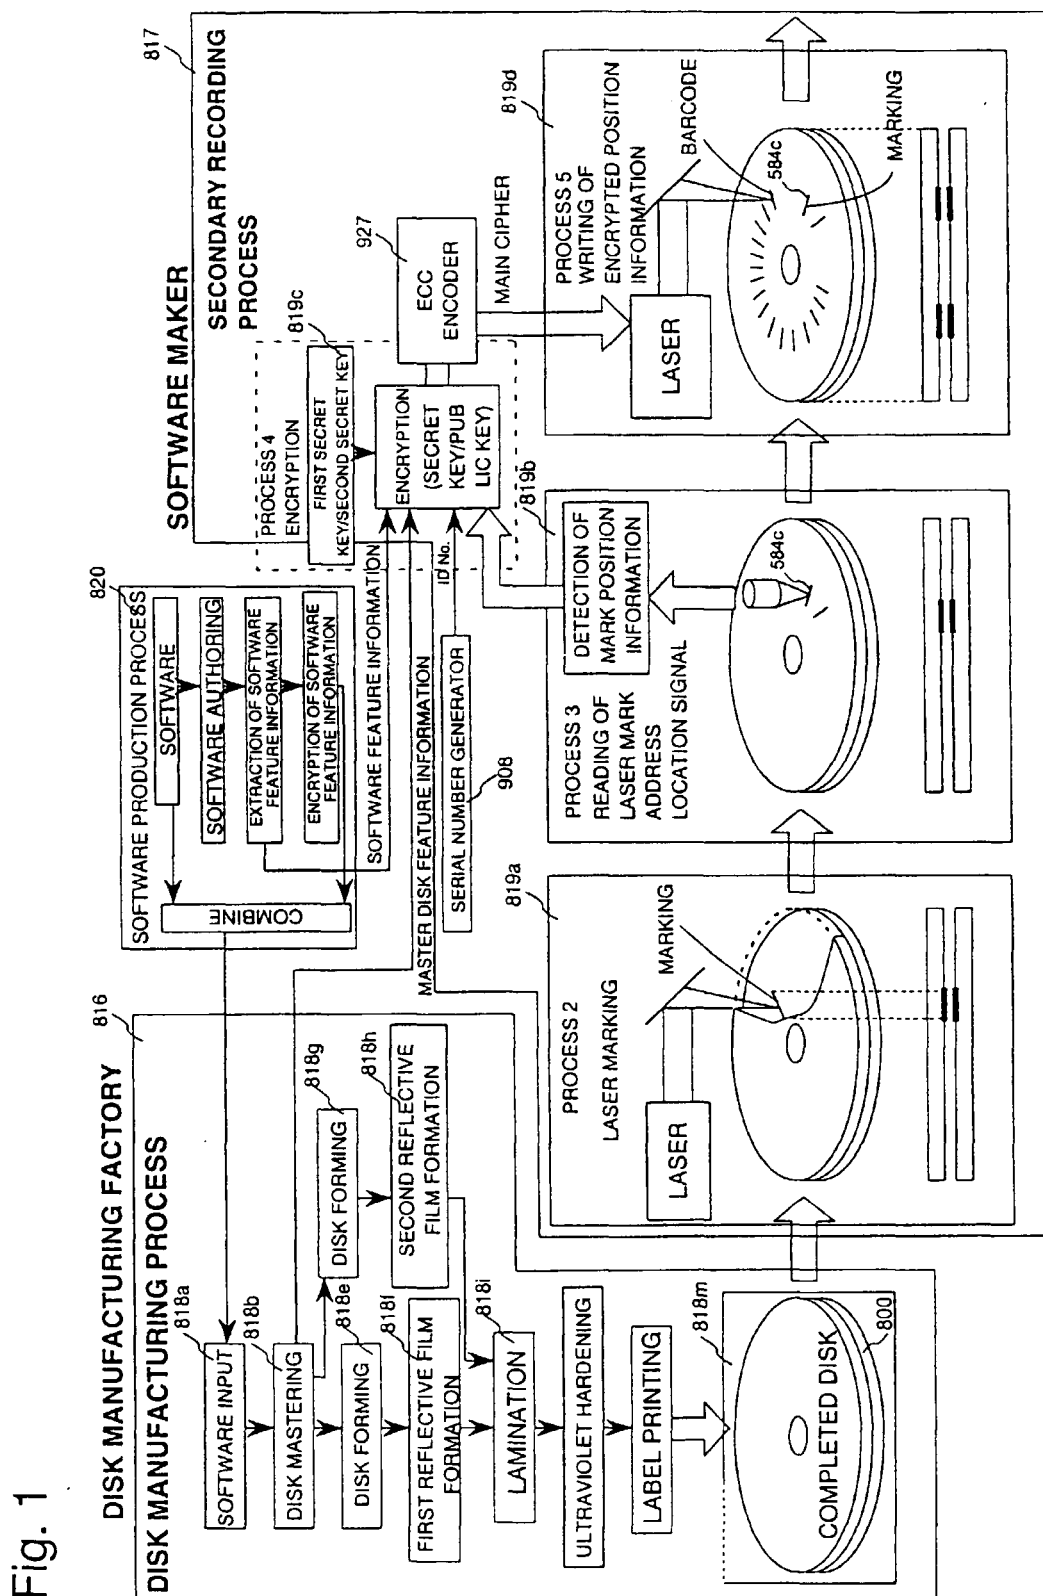 Fig. 1
DISK MANUFACTURING FACTORY
DISK MANUFACTURING PROCESS
816
818a
SOFTWARE INPUT
818b
DISK MASTERING
818g
DISK FORMING
818e
DISK FORMING
818h
SECOND REFLECTIVE
FILM FORMATION
818f
FIRST REFLECTIVE FILM
FORMATION
818i
LAMINATION
ULTRAVIOLET HARDENING
LABEL PRINTING
818m
COMPLETED DISK
800
820
SOFTWARE PRODUCTION PROCESS
SOFTWARE
SOFTWARE AUTHORING
EXTRACTION OF SOFTWARE
FEATURE INFORMATION
ENCRYPTION OF SOFTWARE
FEATURE INFORMATION
COMBINE
SOFTWARE FEATURE INFORMATION
MASTER DISK FEATURE INFORMATION
SERIAL NUMBER GENERATOR
908
ID No.
SOFTWARE MAKER
817
SECONDARY RECORDING
PROCESS
PROCESS 4
ENCRYPTION
819c
FIRST SECRET
KEY/SECOND SECRET KEY
ENCRYPTION
(SECRET
KEY/PUB
LIC KEY)
927
ECC
ENCODER
MAIN CIPHER
819a
PROCESS 2
LASER MARKING
LASER
MARKING
819b
PROCESS 3
READING OF
LASER MARK
ADDRESS
LOCATION SIGNAL
DETECTION OF
MARK POSITION
INFORMATION
584c
819d
PROCESS 5
WRITING OF
ENCRYPTED POSITION
INFORMATION
LASER
BARCODE
584c
MARKING